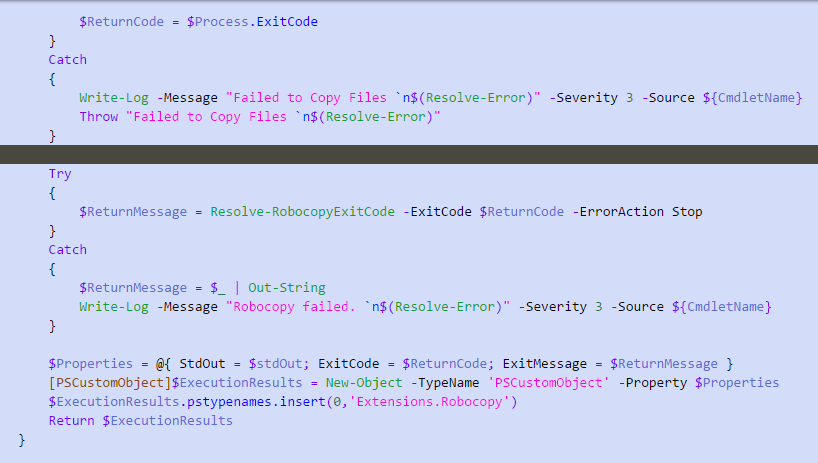 $ReturnCode = $Process.ExitCode
}
Catch
{
Write-Log -Message "Failed to Copy Files `n$(Resolve-Error)" -Severity 3 -Source ${CmdletName}
Throw "Failed to Copy Files `n$(Resolve-Error)"
}
Try
{
$ReturnMessage = Resolve-RobocopyExitCode -ExitCode $ReturnCode -ErrorAction Stop
}
Catch
{
$ReturnMessage = $_ | Out-String
Write-Log -Message "Robocopy failed. `n$(Resolve-Error)" -Severity 3 -Source ${CmdletName}
}
$Properties = @{ StdOut = $stdOut; ExitCode = $ReturnCode; ExitMessage = $ReturnMessage }
[PSCustomObject]$ExecutionResults = New-Object -TypeName 'PSCustomObject' -Property $Properties
$ExecutionResults.pstypenames.insert(0,'Extensions.Robocopy')
Return $ExecutionResults
}